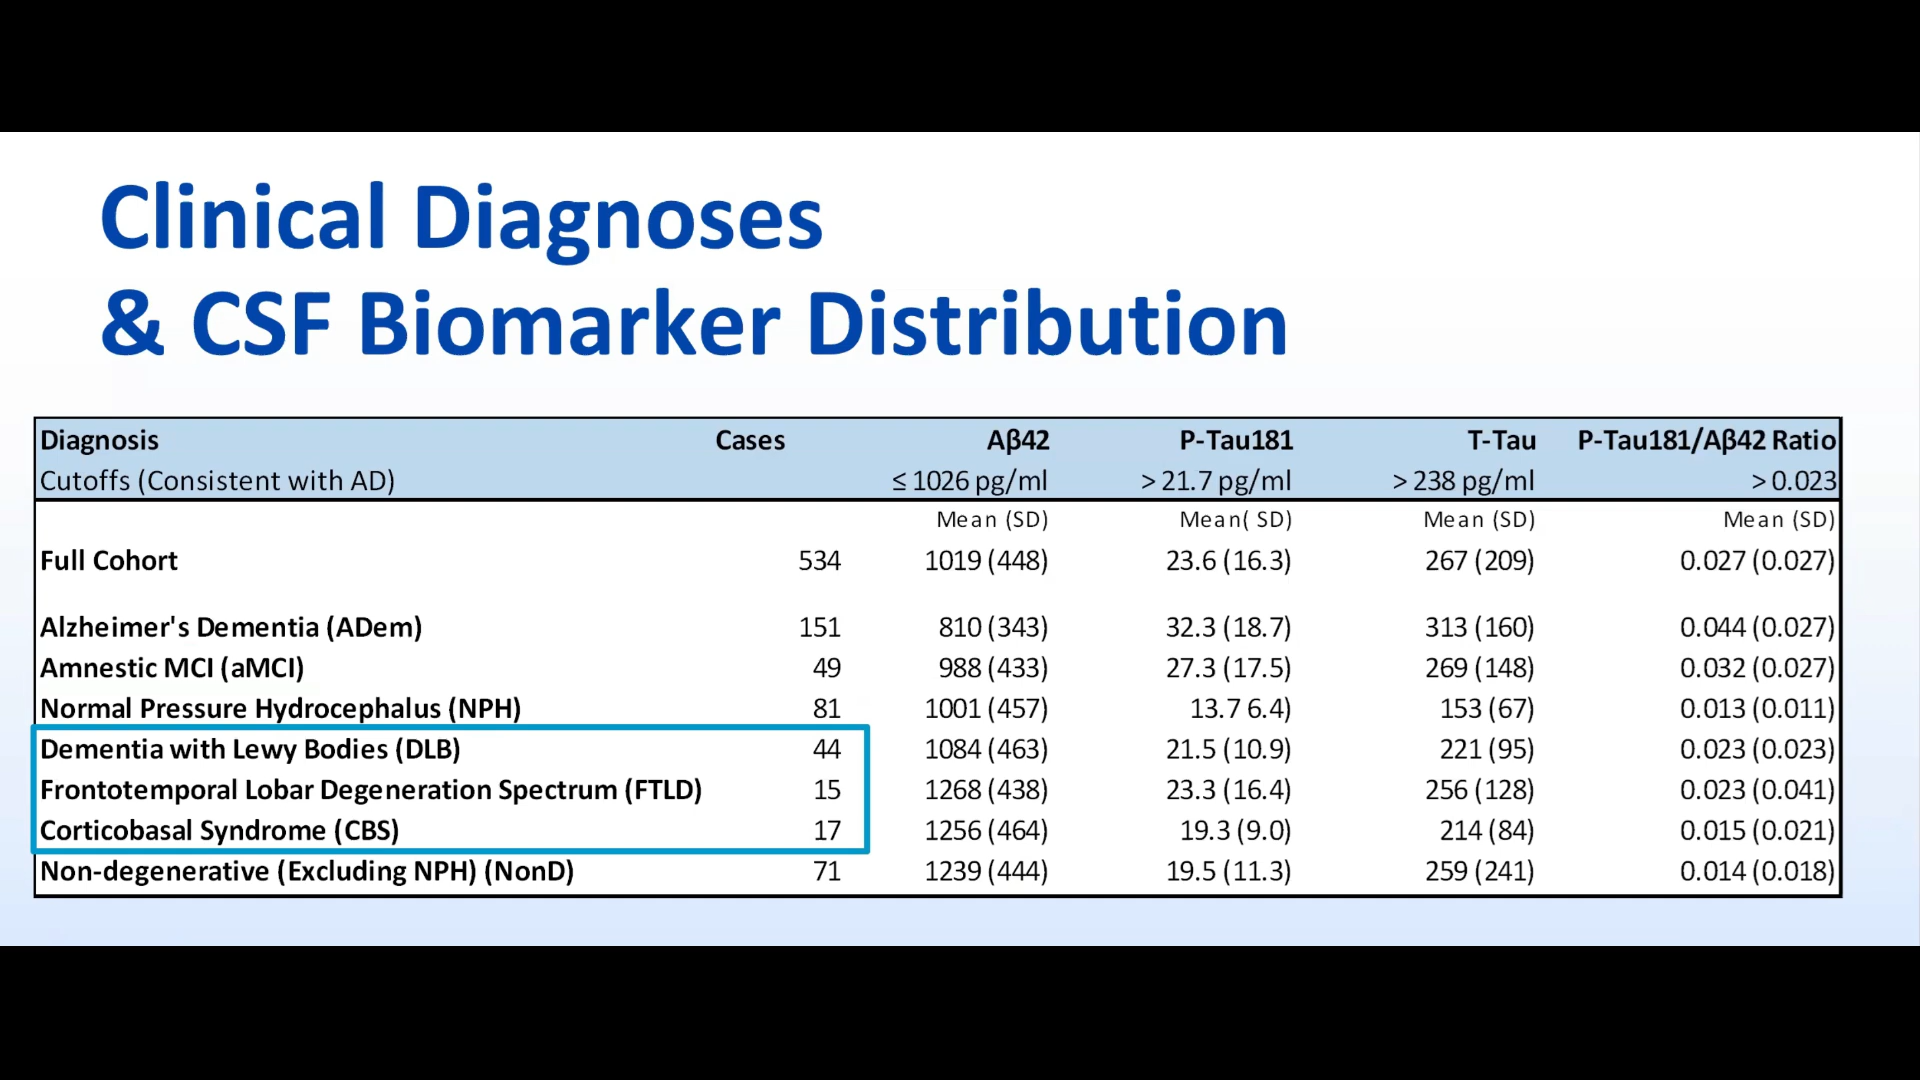 Clinical Diagnoses
& CSF Biomarker Distribution
Diagnosis Cases Aβ42 P-Tau181 T-Tau P-Tau181/Aβ42 Ratio
Cutoffs (Consistent with AD) ≤ 1026 pg/ml > 21.7 pg/ml > 238 pg/ml > 0.023
Mean (SD) Mean( SD) Mean (SD) Mean (SD)
Full Cohort 534 1019 (448) 23.6 (16.3) 267 (209) 0.027 (0.027)
Alzheimer's Dementia (ADem) 151 810 (343) 32.3 (18.7) 313 (160) 0.044 (0.027)
Amnestic MCI (aMCI) 49 988 (433) 27.3 (17.5) 269 (148) 0.032 (0.027)
Normal Pressure Hydrocephalus (NPH) 81 1001 (457) 13.7 6.4) 153 (67) 0.013 (0.011)
Dementia with Lewy Bodies (DLB) 44 1084 (463) 21.5 (10.9) 221 (95) 0.023 (0.023)
Frontotemporal Lobar Degeneration Spectrum (FTLD) 15 1268 (438) 23.3 (16.4) 256 (128) 0.023 (0.041)
Corticobasal Syndrome (CBS) 17 1256 (464) 19.3 (9.0) 214 (84) 0.015 (0.021)
Non-degenerative (Excluding NPH) (NonD) 71 1239 (444) 19.5 (11.3) 259 (241) 0.014 (0.018)